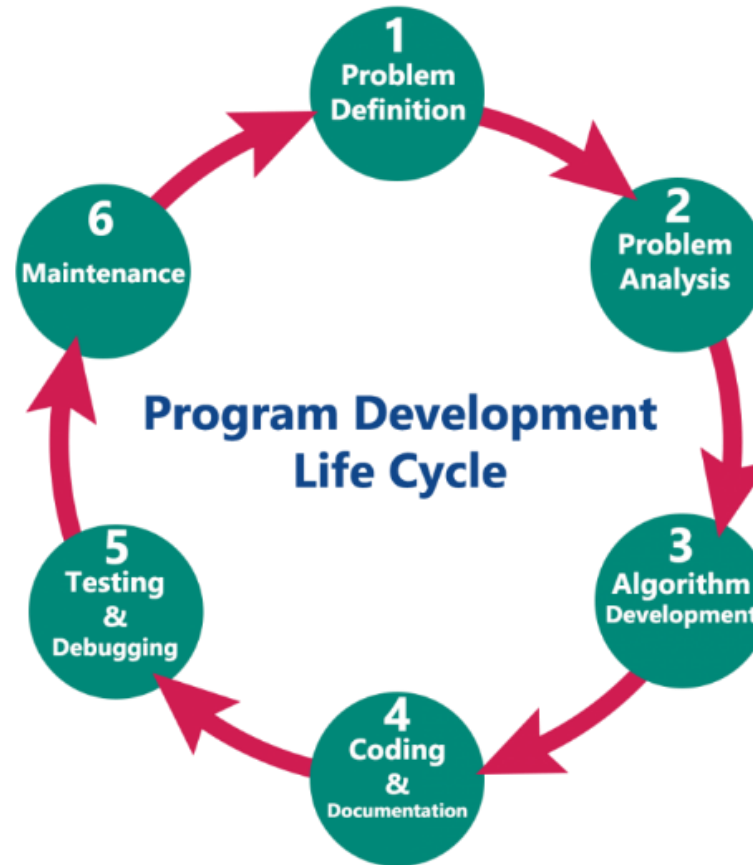 1
Problem
Definition
2
Problem
Analysis
3
Algorithm
Development
4
Coding
&
Documentation
5
Testing
&
Debugging
6
Maintenance
Program Development
Life Cycle